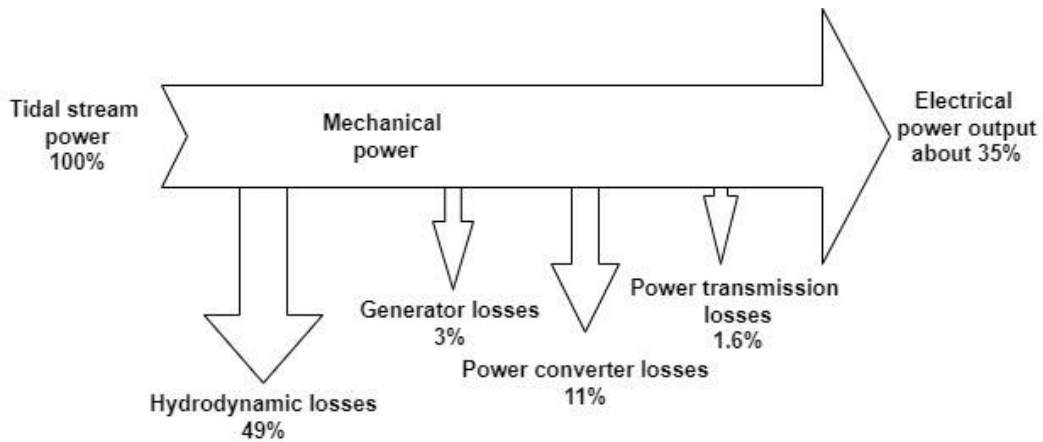 Tidal stream
power
100%
Mechanical
power
Electrical
power output
about 35%
Hydrodynamic losses
49%
Generator losses
3%
Power converter losses
11%
Power transmission
losses
1.6%